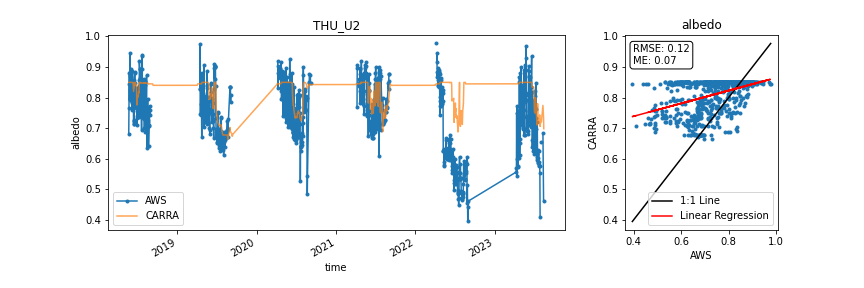 THU_U2
albedo
1.0
0.9
0.8
0.7
0.6
0.5
0.4
albedo
AWS
CARRA
2019
2020
2021
2022
2023
time
albedo
1.0
0.9
0.8
0.7
0.6
0.5
0.4
CARRA
RMSE: 0.12
ME: 0.07
1:1 Line
Linear Regression
0.4
0.6
0.8
1.0
AWS